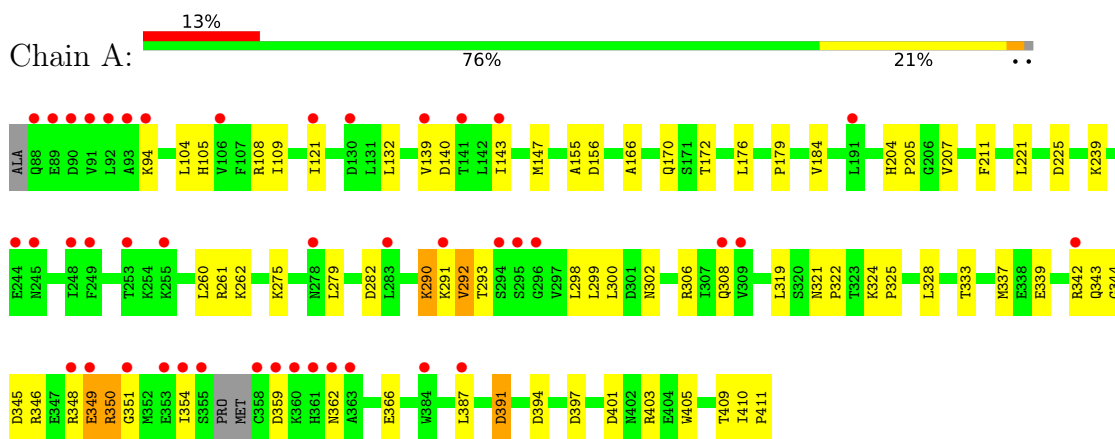 13%
Chain A:
76%
21%
ALA Q88 E89 D90 V91 L92 A93 K94 L104 H105 V106 F107 R108 I109 I121 D130 L131 L132 V139 D140 T141 L142 I143 M147 A155 D156 A166 Q170 S171 T172 L176 P179 V184 L191 H204 P205 G206 V207 F211 L221 D225 K239
E244 N245 I248 F249 T253 K254 K255 L260 R261 K262 K275 N278 L279 D282 L283 K290 K291 V292 T293 S294 S295 G296 V297 L298 L299 L300 D301 N302 R306 I307 Q308 V309 L319 S320 N321 P322 T323 K324 P325 L328 T333 M337 E338 E339 R342 Q343
D345 R346 E347 R348 E349 R350 G351 M352 E353 I354 S355 PRO MET C358 D359 K360 H361 N362 A363 E366 W384 L387 D391 D394 D397 D401 N402 R403 E404 W405 T409 I410 P411